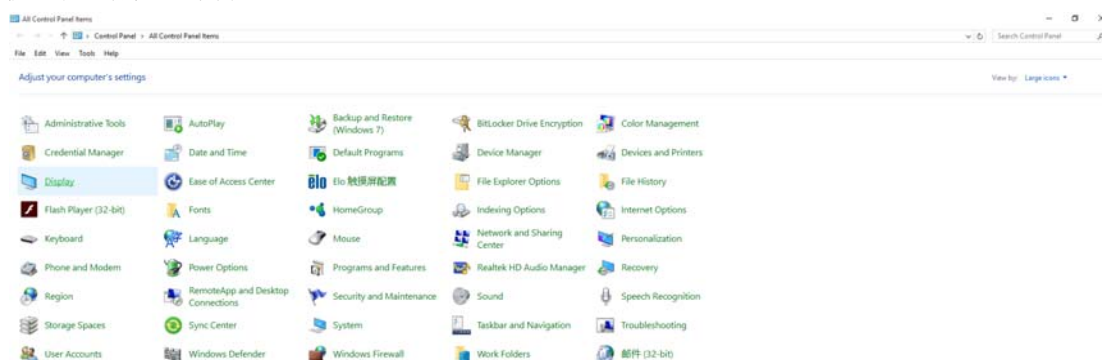 All Control Panel Items
Control Panel › All Control Panel Items
Search Control Panel
File Edit View Tools Help
Adjust your computer's settings
View by: Large icons
Administrative Tools
AutoPlay
Backup and Restore
(Windows 7)
BitLocker Drive Encryption
Color Management
Credential Manager
Date and Time
Default Programs
Device Manager
Devices and Printers
Display
Ease of Access Center
elo
Elo 触摸屏配置
File Explorer Options
File History
Flash Player (32-bit)
Fonts
HomeGroup
Indexing Options
Internet Options
Keyboard
Language
Mouse
Network and Sharing
Center
Personalization
Phone and Modem
Power Options
Programs and Features
Realtek HD Audio Manager
Recovery
Region
RemoteApp and Desktop
Connections
Security and Maintenance
Sound
Speech Recognition
Storage Spaces
Sync Center
System
Taskbar and Navigation
Troubleshooting
User Accounts
Windows Defender
Windows Firewall
Work Folders
邮件 (32-bit)